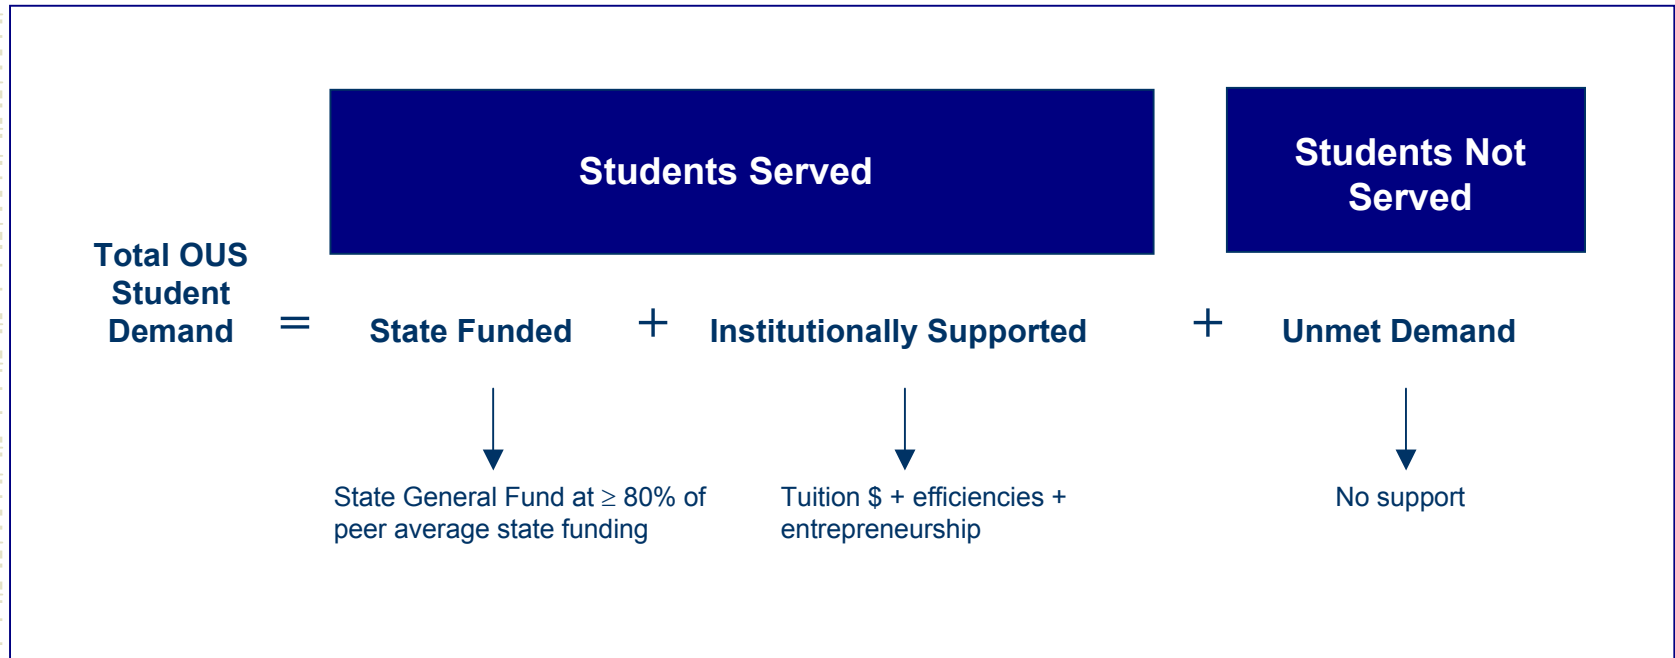 Students Served
Students Not
Served
Total OUS
Student
Demand
=
State Funded
+
Institutionally Supported
+
Unmet Demand
State General Fund at ≥ 80% of
peer average state funding
Tuition $ + efficiencies +
entrepreneurship
No support